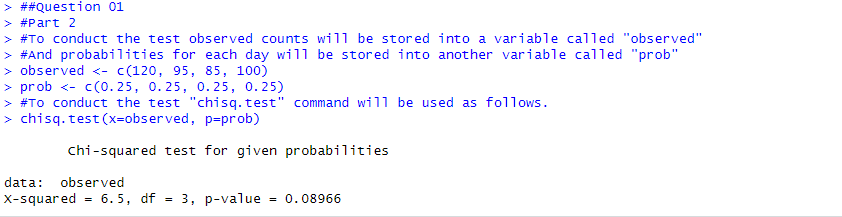 > ##Question 01
> #Part 2
> #To conduct the test observed counts will be stored into a variable called "observed"
> #And probabilities for each day will be stored into another variable called "prob"
> observed <- c(120, 95, 85, 100)
> prob <- c(0.25, 0.25, 0.25, 0.25)
> #To conduct the test "chisq.test" command will be used as follows.
> chisq.test(x=observed, p=prob)
Chi-squared test for given probabilities
data:  observed
X-squared = 6.5, df = 3, p-value = 0.08966